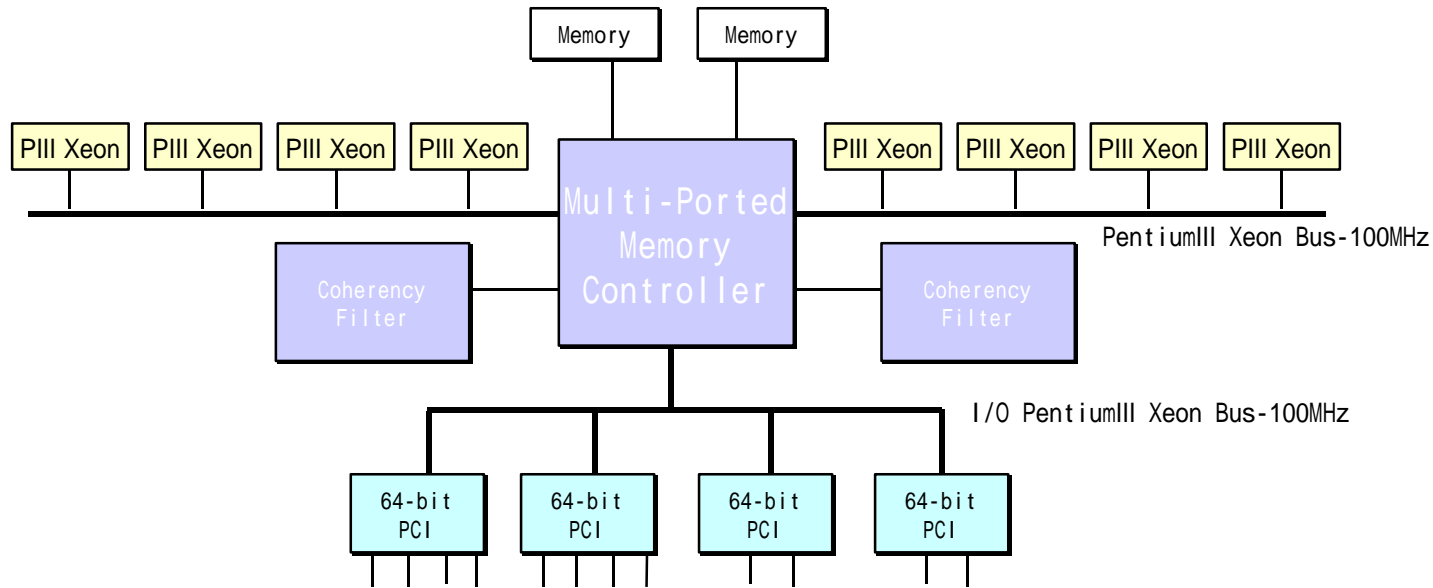 Memory
Memory
PIII Xeon
PIII Xeon
PIII Xeon
PIII Xeon
PIII Xeon
PIII Xeon
PIII Xeon
PIII Xeon
Multi-Ported
Memory
Controller
PentiumIII Xeon Bus-100MHz
Coherency
Filter
Coherency
Filter
I/O PentiumIII Xeon Bus-100MHz
64-bit
PCI
64-bit
PCI
64-bit
PCI
64-bit
PCI